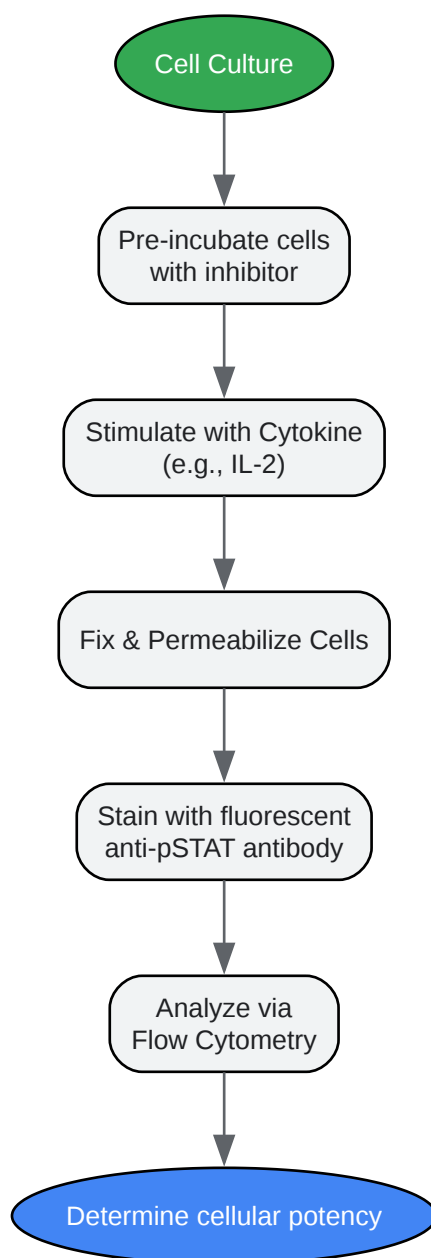 Cell Culture
Pre-incubate cells
with inhibitor
Stimulate with Cytokine
(e.g., IL-2)
Fix & Permeabilize Cells
Stain with fluorescent
anti-pSTAT antibody
Analyze via
Flow Cytometry
Determine cellular potency